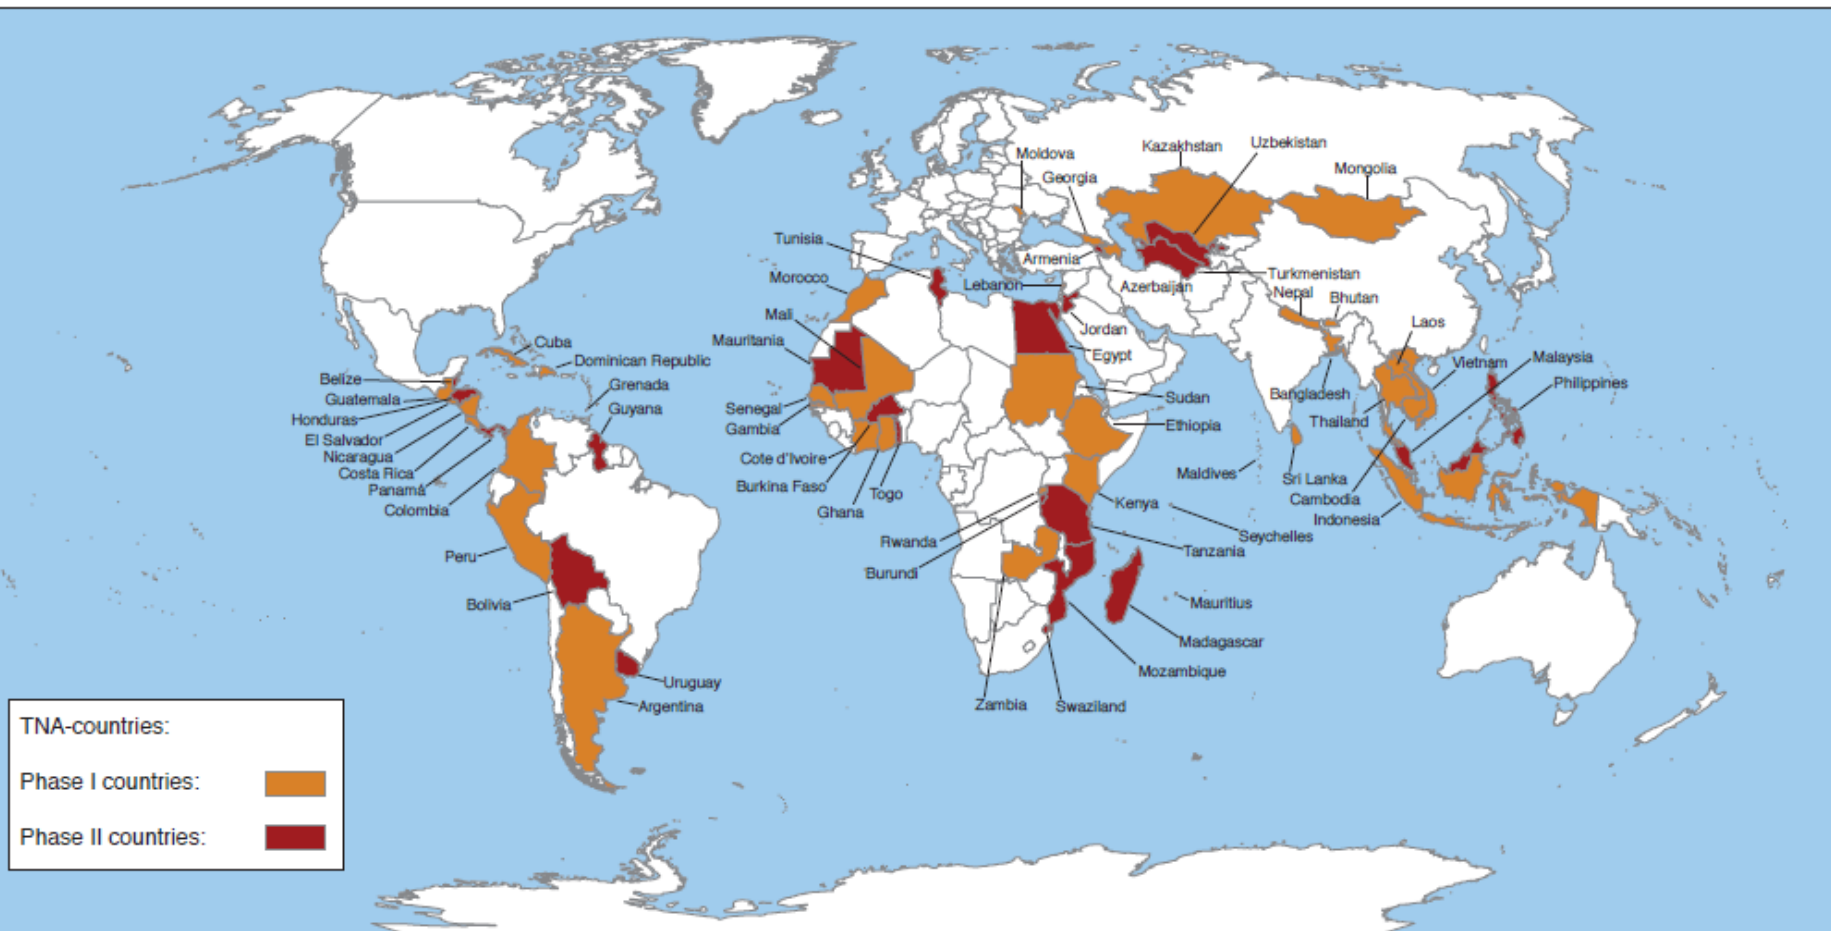 Moldova
Kazakhstan
Uzbekistan
Georgia
Mongolia
Tunisia
Armenia
Morocco
Lebanon
Azerbaijan
Turkmenistan
Nepal
Bhutan
Mali
Jordan
Laos
Mauritania
Egypt
Cuba
Dominican Republic
Vietnam
Malaysia
Belize
Grenada
Philippines
Guatemala
Guyana
Senegal
Sudan
Bangladesh
Honduras
Gambia
Ethiopia
Thailand
El Salvador
Nicaragua
Cote d'Ivoire
Costa Rica
Burkina Faso
Togo
Maldives
Sri Lanka
Panamá
Cambodia
Colombia
Ghana
Kenya
Indonesia
Rwanda
Seychelles
Tanzania
Peru
Burundi
Bolivia
Mauritius
Madagascar
Mozambique
Uruguay
Argentina
Zambia
Swaziland
TNA-countries:
Phase I countries:
Phase II countries: